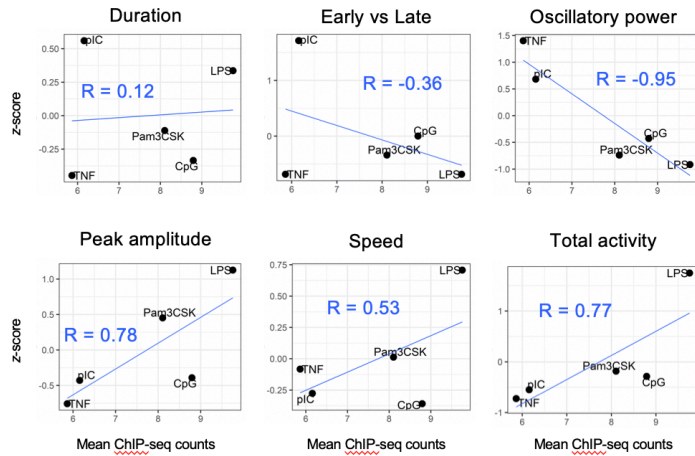 Duration
Early vs Late
Oscillatory power
z-score
0.50
0.25
0.00
-0.25
pIC
LPS
R = 0.12
Pam3CSK
CpG
TNF
6
7
8
9
1
0
pIC
R = -0.36
CpG
Pam3CSK
TNF
LPS
6
7
8
9
1.5
1.0
0.5
0.0
-0.5
-1.0
TNF
pIC
R = -0.95
CpG
Pam3CSK
LPS
6
7
8
9
Peak amplitude
Speed
Total activity
z-score
1.0
0.5
0.0
-0.5
LPS
Pam3CSK
R = 0.78
pIC
CpG
TNF
6
7
8
9
Mean ChIP-seq counts
0.75
0.50
0.25
0.00
-0.25
LPS
R = 0.53
Pam3CSK
TNF
pIC
CpG
6
7
8
9
Mean ChIP-seq counts
1
0
-1
LPS
R = 0.77
Pam3CSK
pIC
CpG
TNF
6
7
8
9
Mean ChIP-seq counts